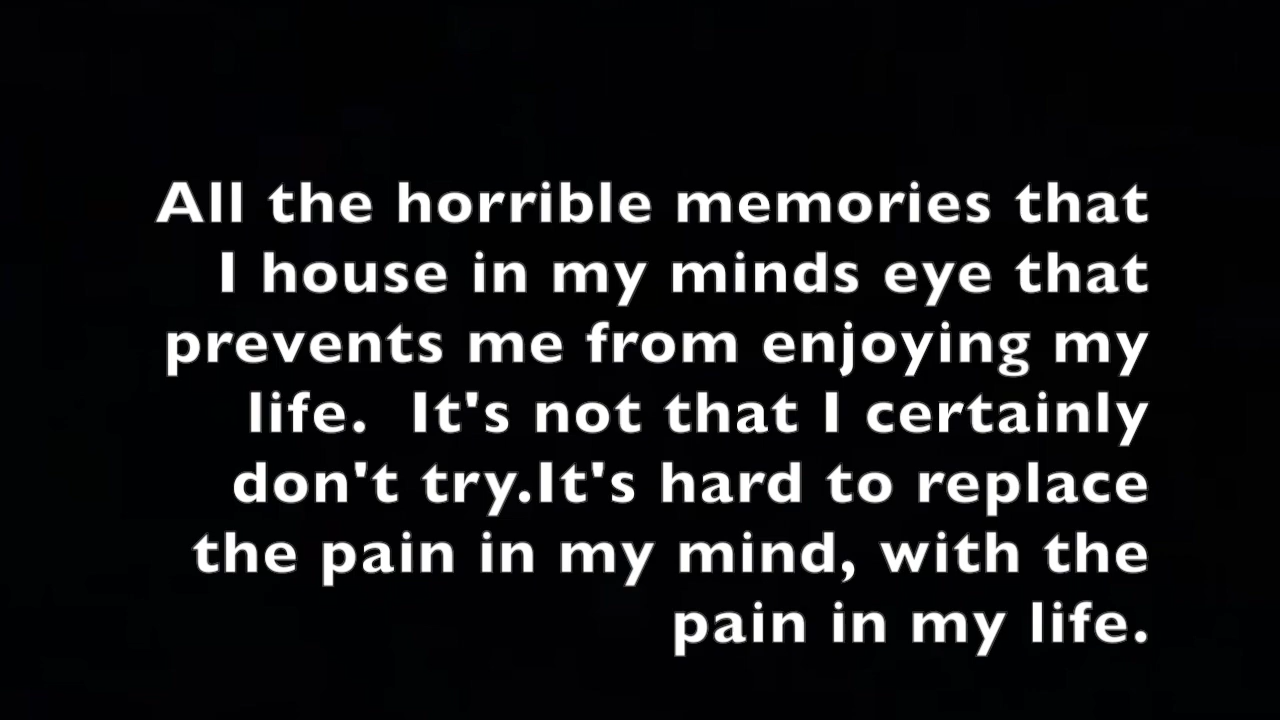 All the horrible memories that
I house in my minds eye that
prevents me from enjoying my
life.  It's not that I certainly
don't try.It's hard to replace
the pain in my mind, with the
pain in my life.